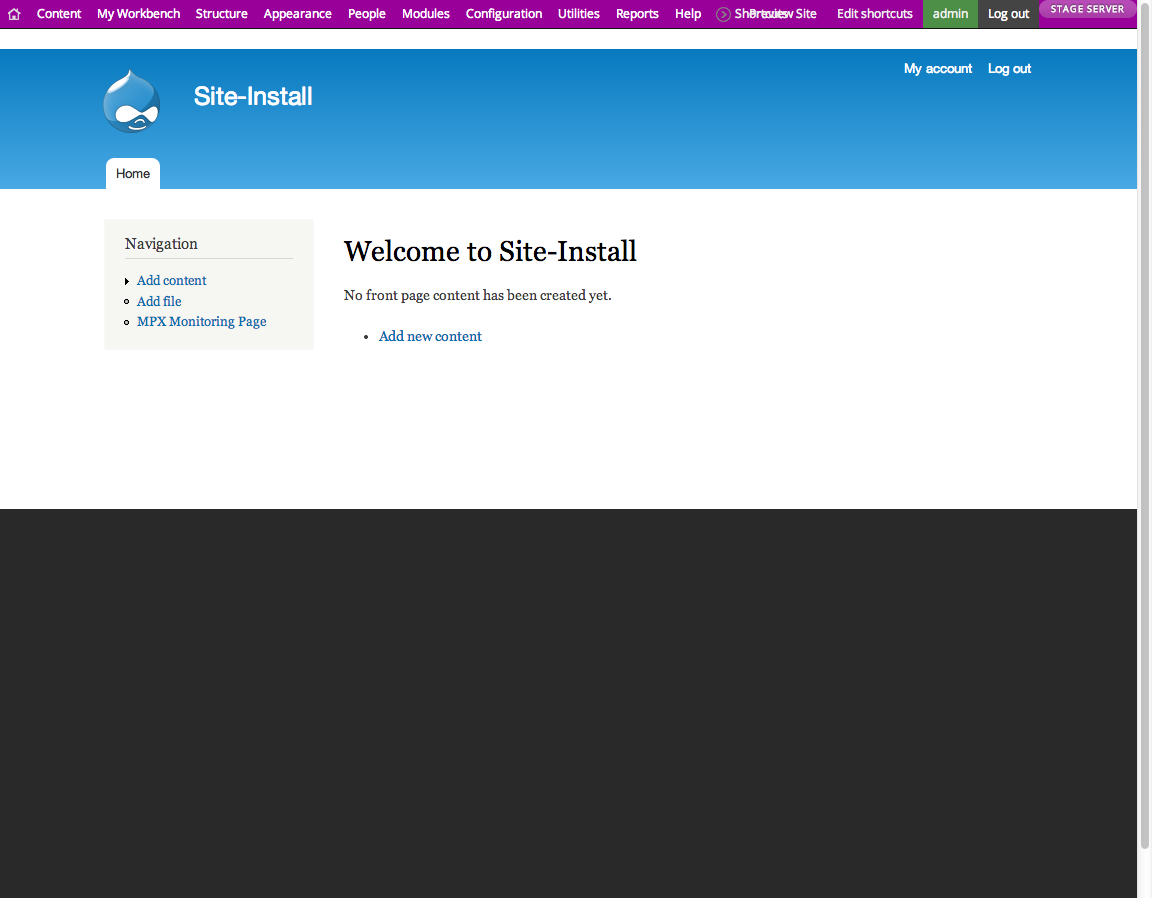 Content My Workbench Structure Appearance People Modules Configuration Utilities Reports Help Shortcuts Preview Site Edit shortcuts admin Log out STAGE SERVER
My account Log out
Site-Install
Home
Navigation
Add content
Add file
MPX Monitoring Page
Welcome to Site-Install
No front page content has been created yet.
Add new content